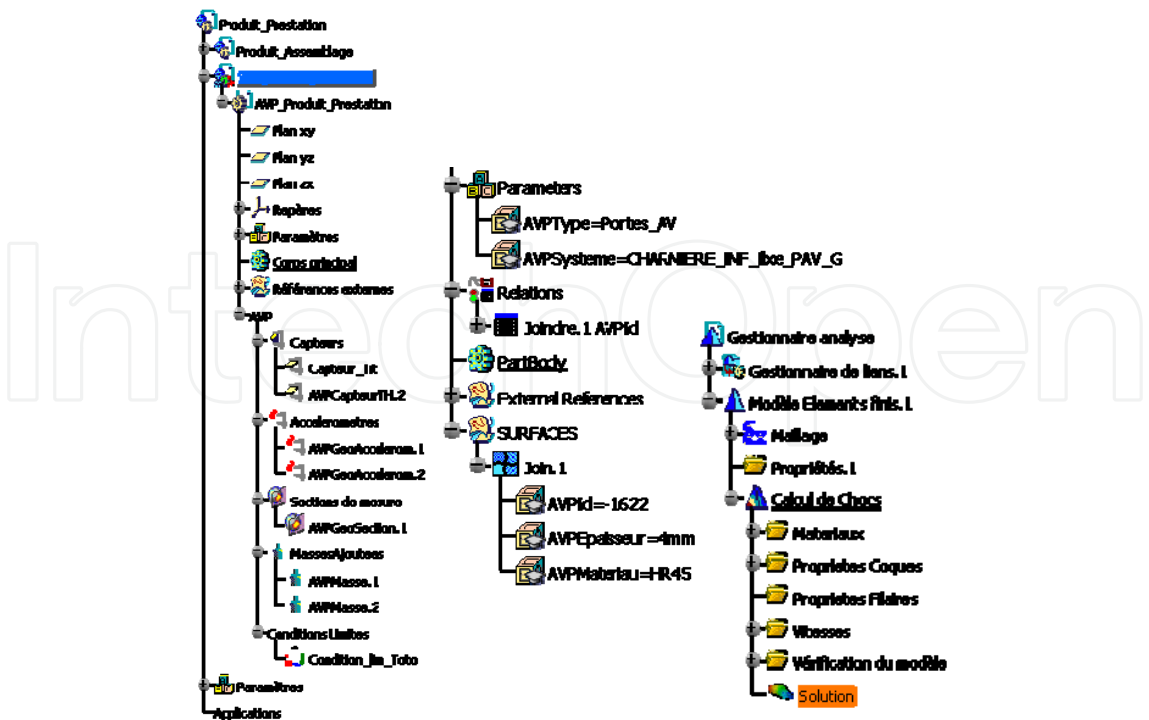 Produit_Prestation
Produit_Assemblage
AVP_Produit_Prestation
Plan xy
Plan yz
Plan zx
Repères
Paramètres
Corps principal
Références externes
AVP
Capteurs
Capteur_tit
AVPCapteurTH.2
Accelerometres
AVPGeoAccelerom.1
AVPGeoAccelerom.2
Sections de mesure
AVPGeoSection.1
MassesAjoutees
AVPMasse.1
AVPMasse.2
ConditionsLimites
Condition_lim_Toto
Paramètres
Applications
Parameters
AVPType=Portes_AV
AVPSysteme=CHARNIERE_INF_fixe_PAV_G
Relations
Joindre.1 AVPid
PartBody
External References
SURFACES
Join.1
AVPid=-1622
AVPEpaisseur=4mm
AVPMateriau=HR45
Gestionnaire analyse
Gestionnaire de liens.1
Modèle Elements finis.1
Maillage
Propriétés.1
Calcul de Chocs
Materiaux
Proprietes Coques
Proprietes Filaires
Vitesses
Vérification du modèle
Solution
IntechOpen